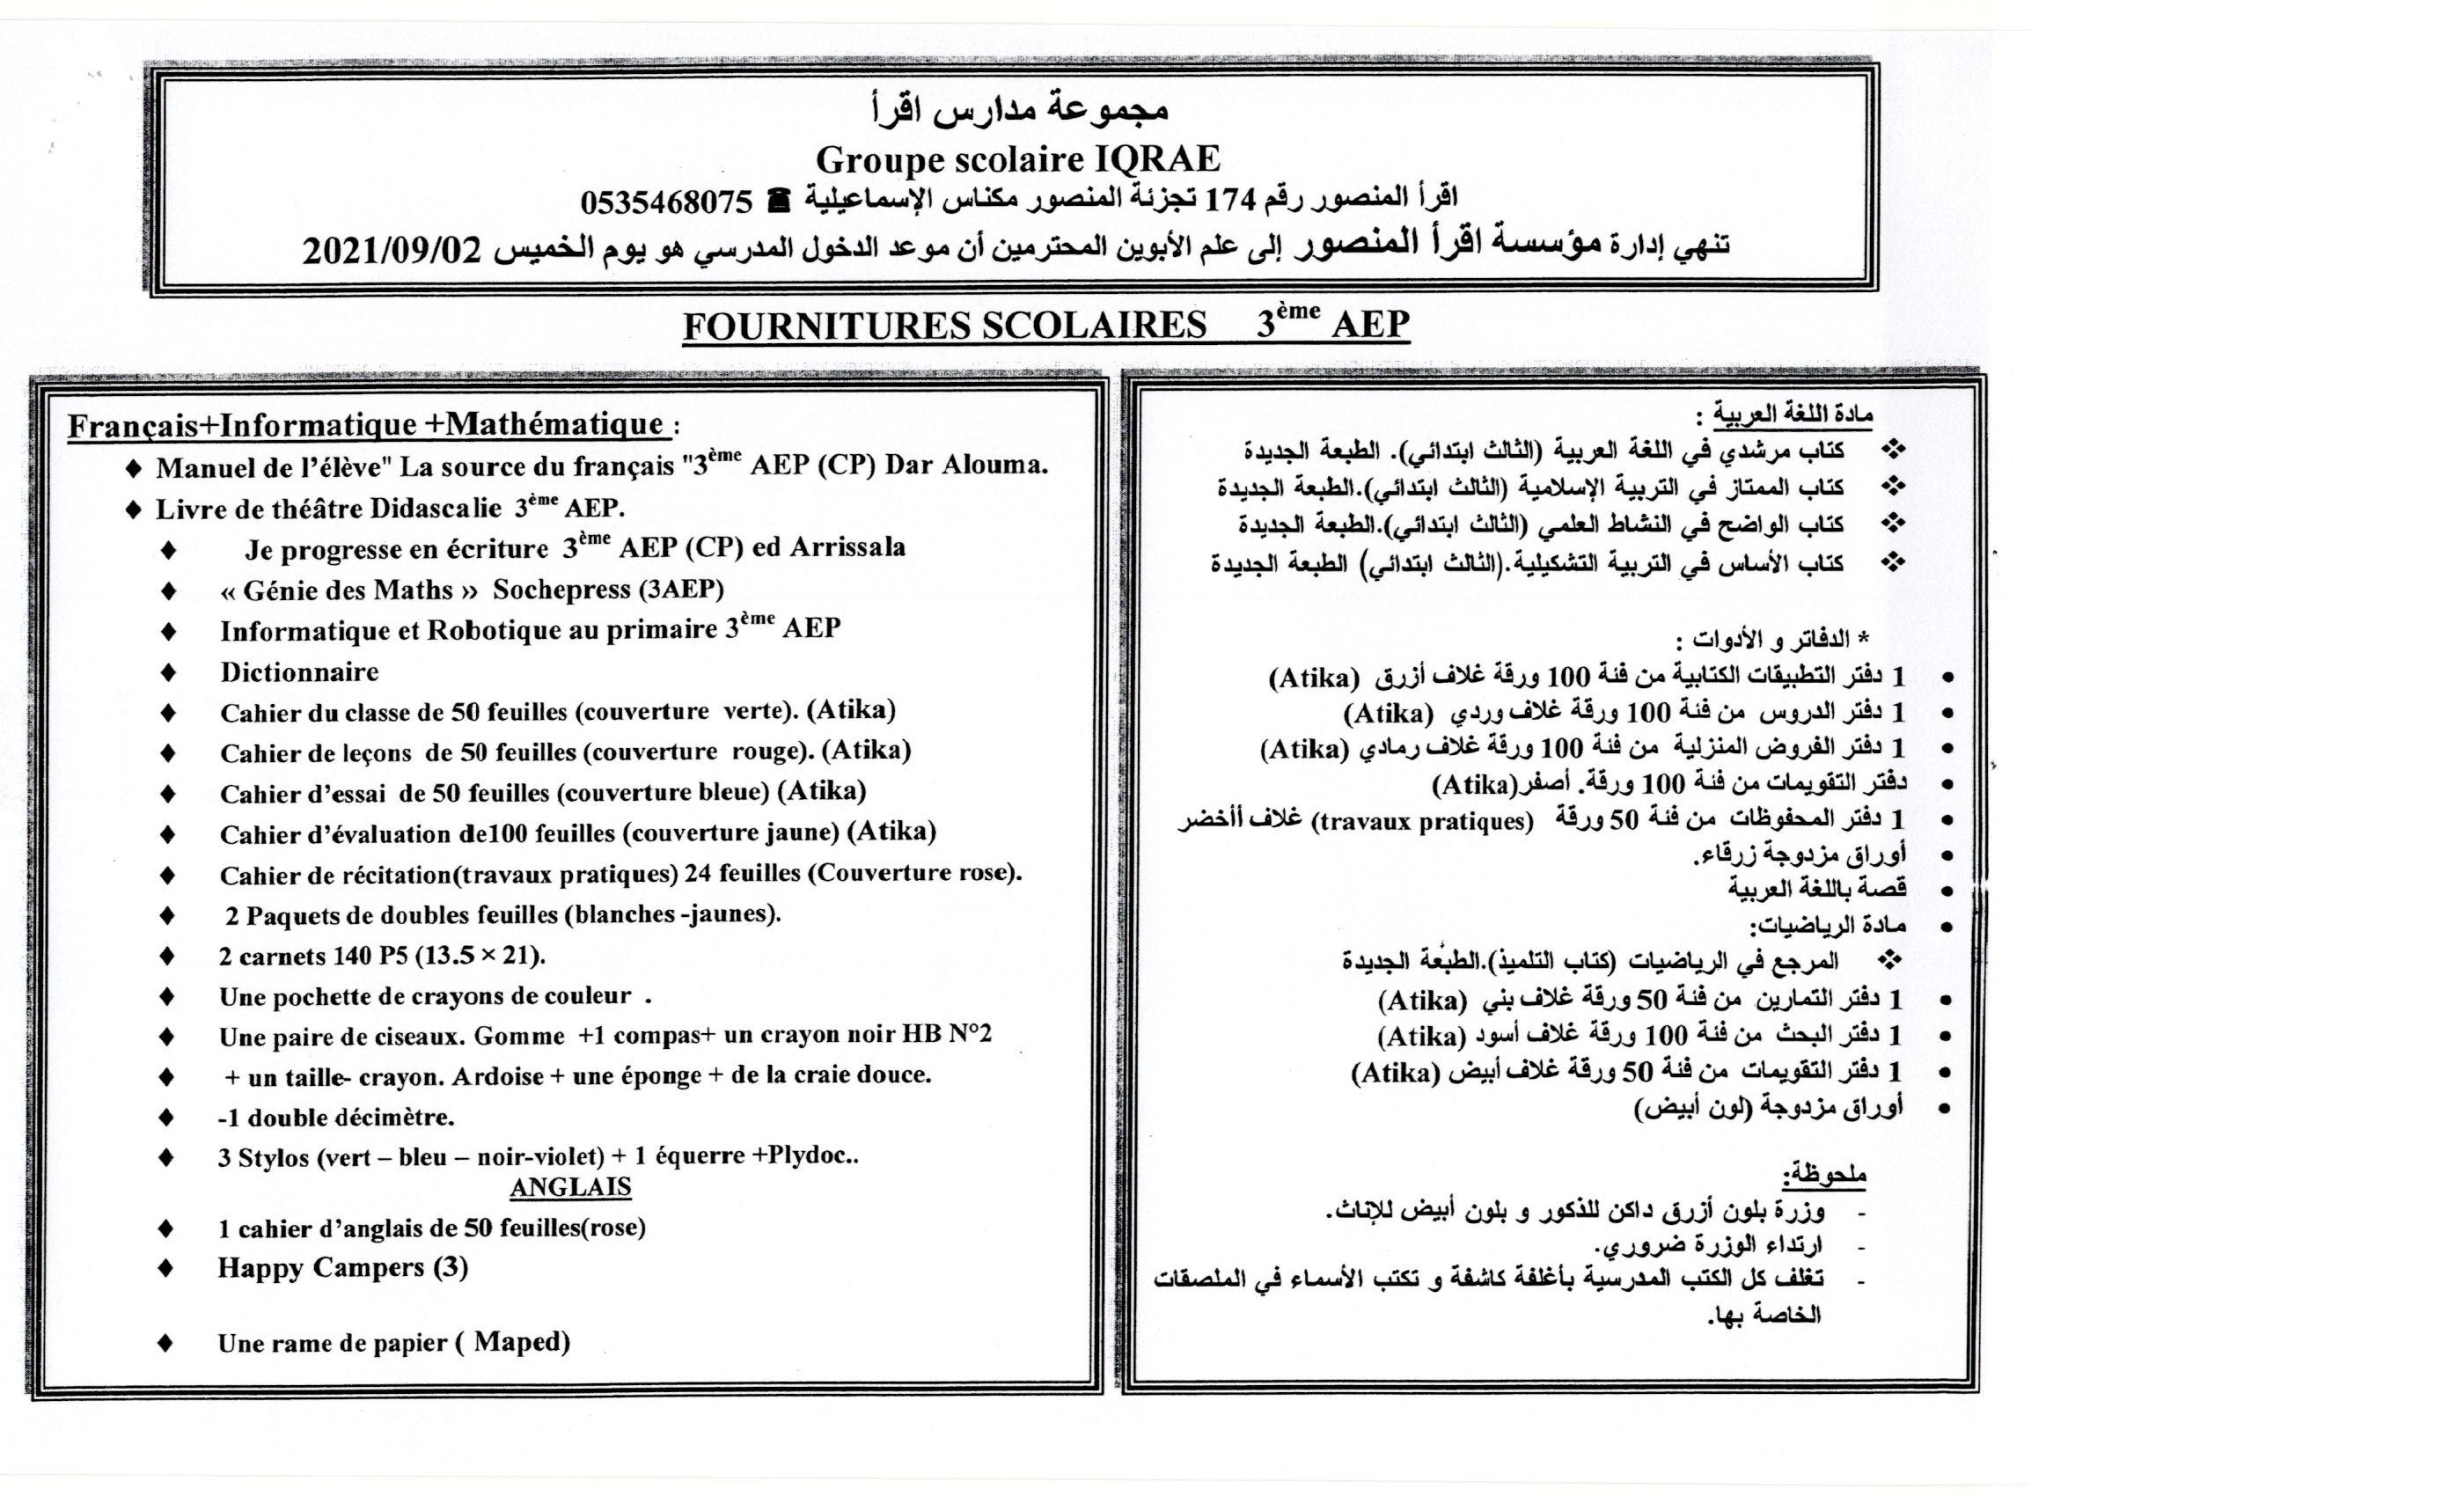 مجموعة مدارس اقرأ
Groupe scolaire IQRAE
اقرأ المنصور رقم 174 تجزئة المنصور مكناس الإسماعيلية ☎ 0535468075
تنهي إدارة مؤسسة اقرأ المنصور إلى علم الأبوين المحترمين أن موعد الدخول المدرسي هو يوم الخميس 2021/09/02
FOURNITURES SCOLAIRES 3ème AEP
Français+Informatique +Mathématique :
♦ Manuel de l'élève" La source du français "3ème AEP (CP) Dar Alouma.
♦ Livre de théâtre Didascalie 3ème AEP.
♦ Je progresse en écriture 3ème AEP (CP) ed Arrissala
♦ « Génie des Maths » Sochepress (3AEP)
♦ Informatique et Robotique au primaire 3ème AEP
♦ Dictionnaire
♦ Cahier du classe de 50 feuilles (couverture verte). (Atika)
♦ Cahier de leçons de 50 feuilles (couverture rouge). (Atika)
♦ Cahier d'essai de 50 feuilles (couverture bleue) (Atika)
♦ Cahier d'évaluation de100 feuilles (couverture jaune) (Atika)
♦ Cahier de récitation(travaux pratiques) 24 feuilles (Couverture rose).
♦ 2 Paquets de doubles feuilles (blanches -jaunes).
♦ 2 carnets 140 P5 (13.5 × 21).
♦ Une pochette de crayons de couleur .
♦ Une paire de ciseaux. Gomme +1 compas+ un crayon noir HB N°2
♦ + un taille- crayon. Ardoise + une éponge + de la craie douce.
♦ -1 double décimètre.
♦ 3 Stylos (vert – bleu – noir-violet) + 1 équerre +Plydoc..
ANGLAIS
♦ 1 cahier d'anglais de 50 feuilles(rose)
♦ Happy Campers (3)
♦ Une rame de papier ( Maped)
مادة اللغة العربية :
❖ كتاب مرشدي في اللغة العربية (الثالث ابتدائي). الطبعة الجديدة
❖ كتاب الممتاز في التربية الإسلامية (الثالث ابتدائي).الطبعة الجديدة
❖ كتاب الواضح في النشاط العلمي (الثالث ابتدائي).الطبعة الجديدة
❖ كتاب الأساس في التربية التشكيلية.(الثالث ابتدائي) الطبعة الجديدة
* الدفاتر و الأدوات :
• 1 دفتر التطبيقات الكتابية من فئة 100 ورقة غلاف أزرق (Atika)
• 1 دفتر الدروس من فئة 100 ورقة غلاف وردي (Atika)
• 1 دفتر الفروض المنزلية من فئة 100 ورقة غلاف رمادي (Atika)
• دفتر التقويمات من فئة 100 ورقة. أصفر(Atika)
• 1 دفتر المحفوظات من فئة 50 ورقة (travaux pratiques) غلاف أأخضر
• أوراق مزدوجة زرقاء.
• قصة باللغة العربية
• مادة الرياضيات:
❖ المرجع في الرياضيات (كتاب التلميذ).الطبعة الجديدة
• 1 دفتر التمارين من فئة 50 ورقة غلاف بني (Atika)
• 1 دفتر البحث من فئة 100 ورقة غلاف أسود (Atika)
• 1 دفتر التقويمات من فئة 50 ورقة غلاف أبيض (Atika)
• أوراق مزدوجة (لون أبيض)
ملحوظة:
- وزرة بلون أزرق داكن للذكور و بلون أبيض للإناث.
- ارتداء الوزرة ضروري.
- تغلف كل الكتب المدرسية بأغلفة كاشفة و تكتب الأسماء في الملصقات
الخاصة بها.